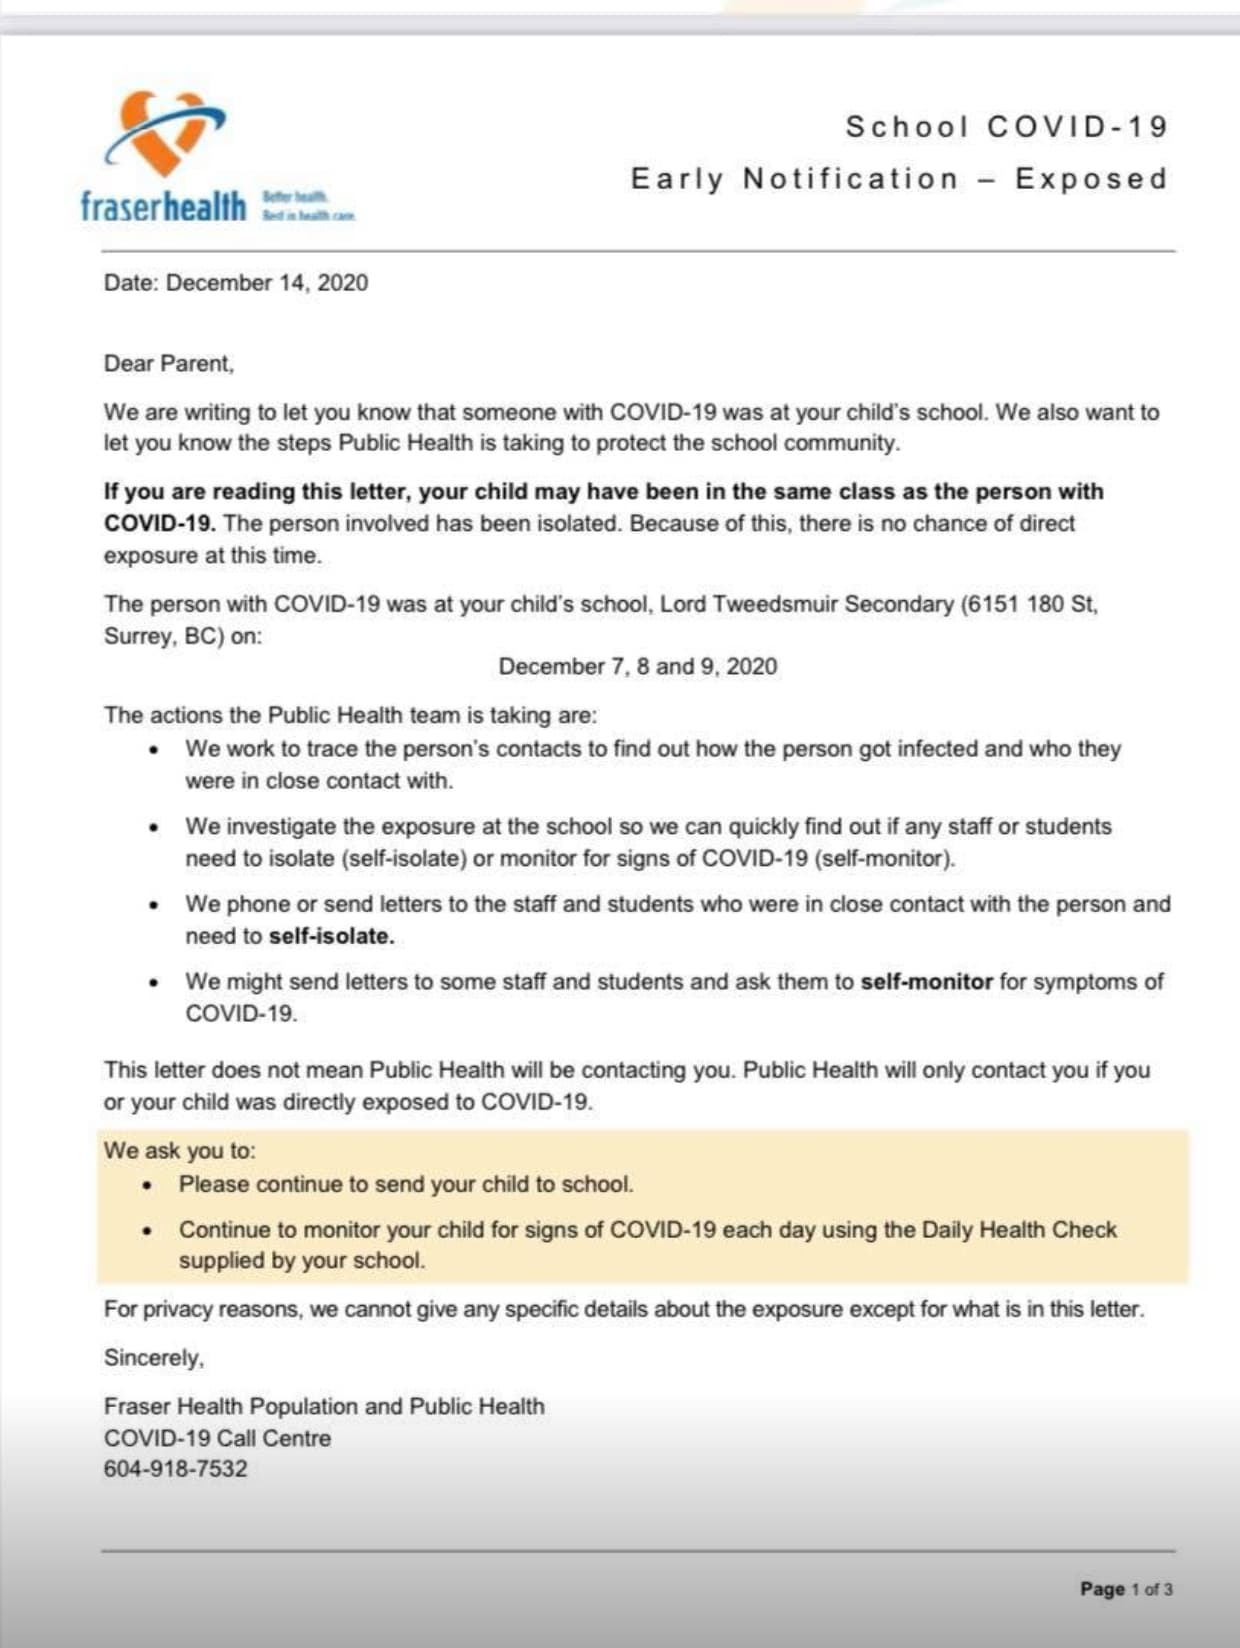 fraserhealth
Better health.
Best in health care.
School COVID-19
Early Notification – Exposed
Date: December 14, 2020
Dear Parent,
We are writing to let you know that someone with COVID-19 was at your child's school. We also want to
let you know the steps Public Health is taking to protect the school community.
If you are reading this letter, your child may have been in the same class as the person with
COVID-19. The person involved has been isolated. Because of this, there is no chance of direct
exposure at this time.
The person with COVID-19 was at your child's school, Lord Tweedsmuir Secondary (6151 180 St,
Surrey, BC) on:
December 7, 8 and 9, 2020
The actions the Public Health team is taking are:
• We work to trace the person's contacts to find out how the person got infected and who they
were in close contact with.
• We investigate the exposure at the school so we can quickly find out if any staff or students
need to isolate (self-isolate) or monitor for signs of COVID-19 (self-monitor).
• We phone or send letters to the staff and students who were in close contact with the person and
need to self-isolate.
• We might send letters to some staff and students and ask them to self-monitor for symptoms of
COVID-19.
This letter does not mean Public Health will be contacting you. Public Health will only contact you if you
or your child was directly exposed to COVID-19.
We ask you to:
• Please continue to send your child to school.
• Continue to monitor your child for signs of COVID-19 each day using the Daily Health Check
supplied by your school.
For privacy reasons, we cannot give any specific details about the exposure except for what is in this letter.
Sincerely,
Fraser Health Population and Public Health
COVID-19 Call Centre
604-918-7532
Page 1 of 3